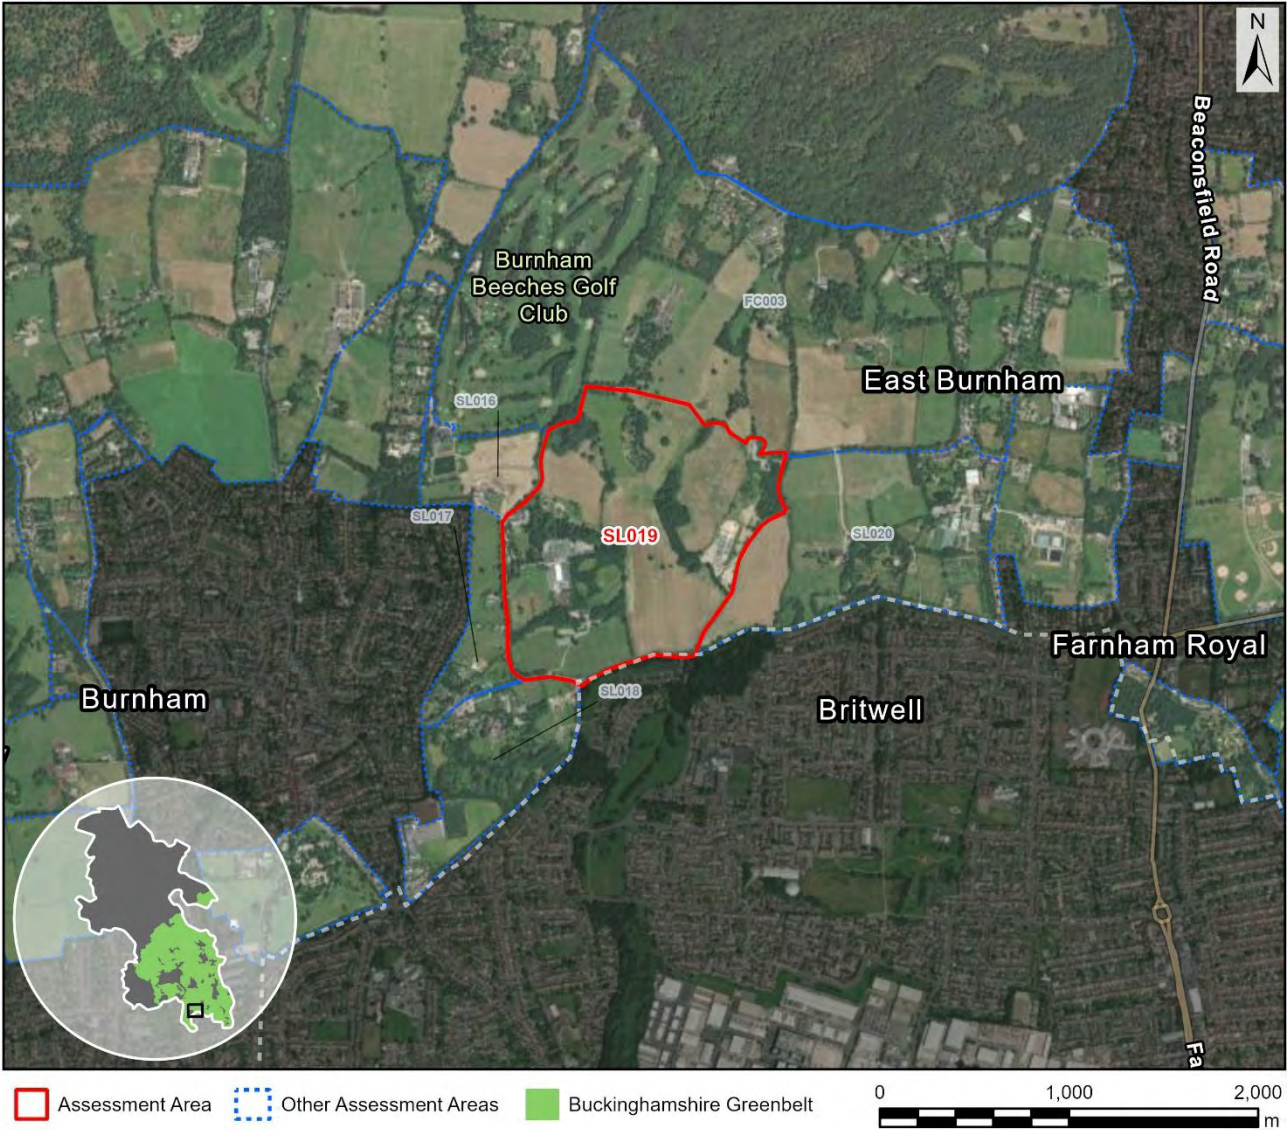 N
Beaconsfield Road
Burnham
Beeches Golf
Club
FC003
East Burnham
SL016
SL017
SL019
SL020
Farnham Royal
SL018
Burnham
Britwell
Fa
Assessment Area
Other Assessment Areas
Buckinghamshire Greenbelt
0 1,000 2,000
m